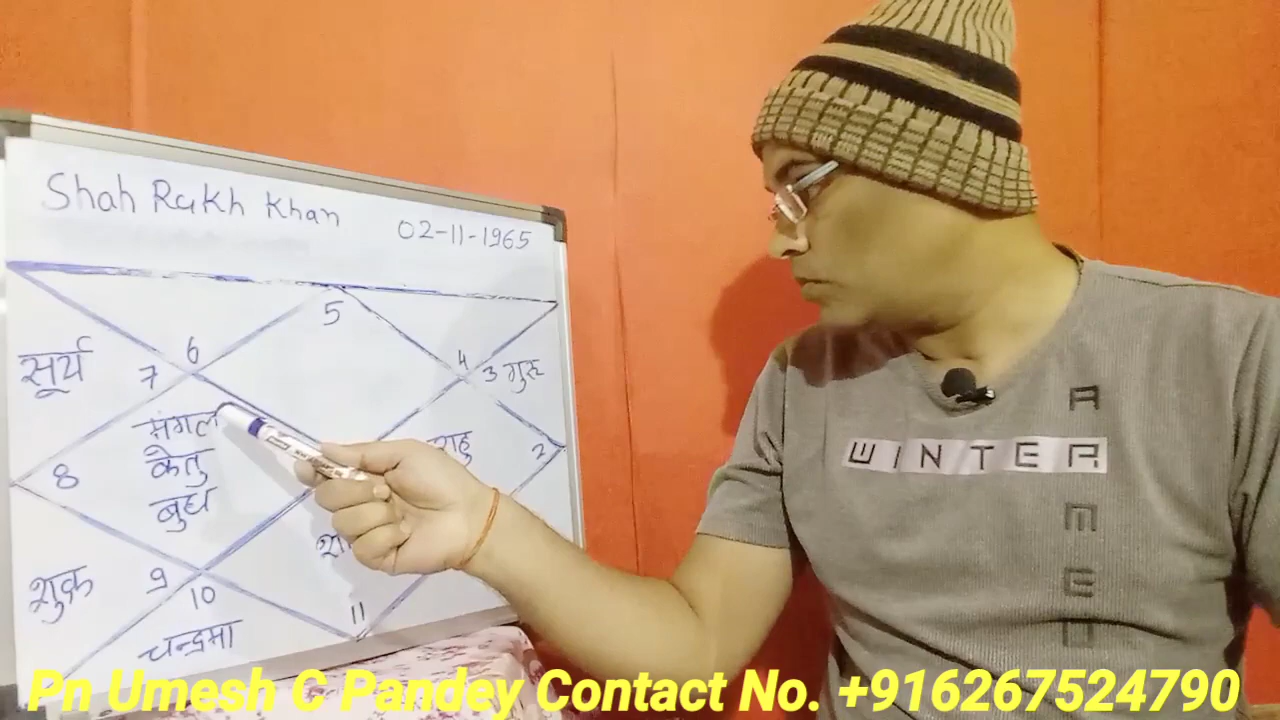 Shah Rukh Khan 02-11-1965
5
6
4
सूर्य 7
3 गुरु
मंगल
केतु
बुध
राहु
2
8
शुक्र 9
10
11
चन्द्रमा
WINTER
Pn Umesh C Pandey Contact No. +916267524790